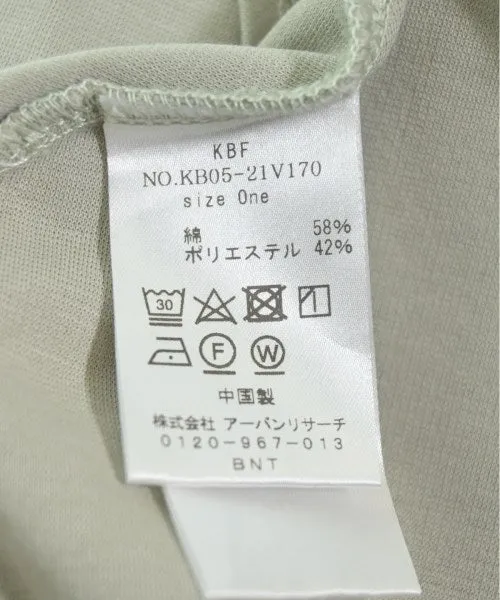 KBF
NO.KB05-21V170
size One
綿 58%
ポリエステル 42%
30
F W
中国製
株式会社 アーバンリサーチ
0120-967-013
BNT